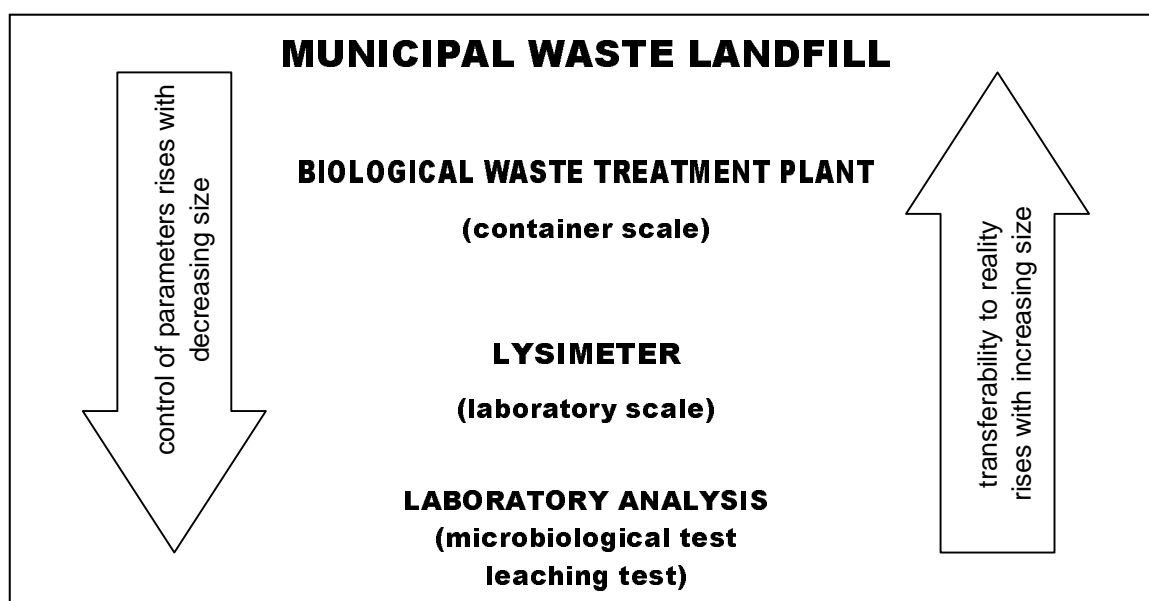 MUNICIPAL WASTE LANDFILL
control of parameters rises with
decreasing size
BIOLOGICAL WASTE TREATMENT PLANT
(container scale)
LYSIMETER
(laboratory scale)
LABORATORY ANALYSIS
(microbiological test
leaching test)
transferability to reality
rises with increasing size